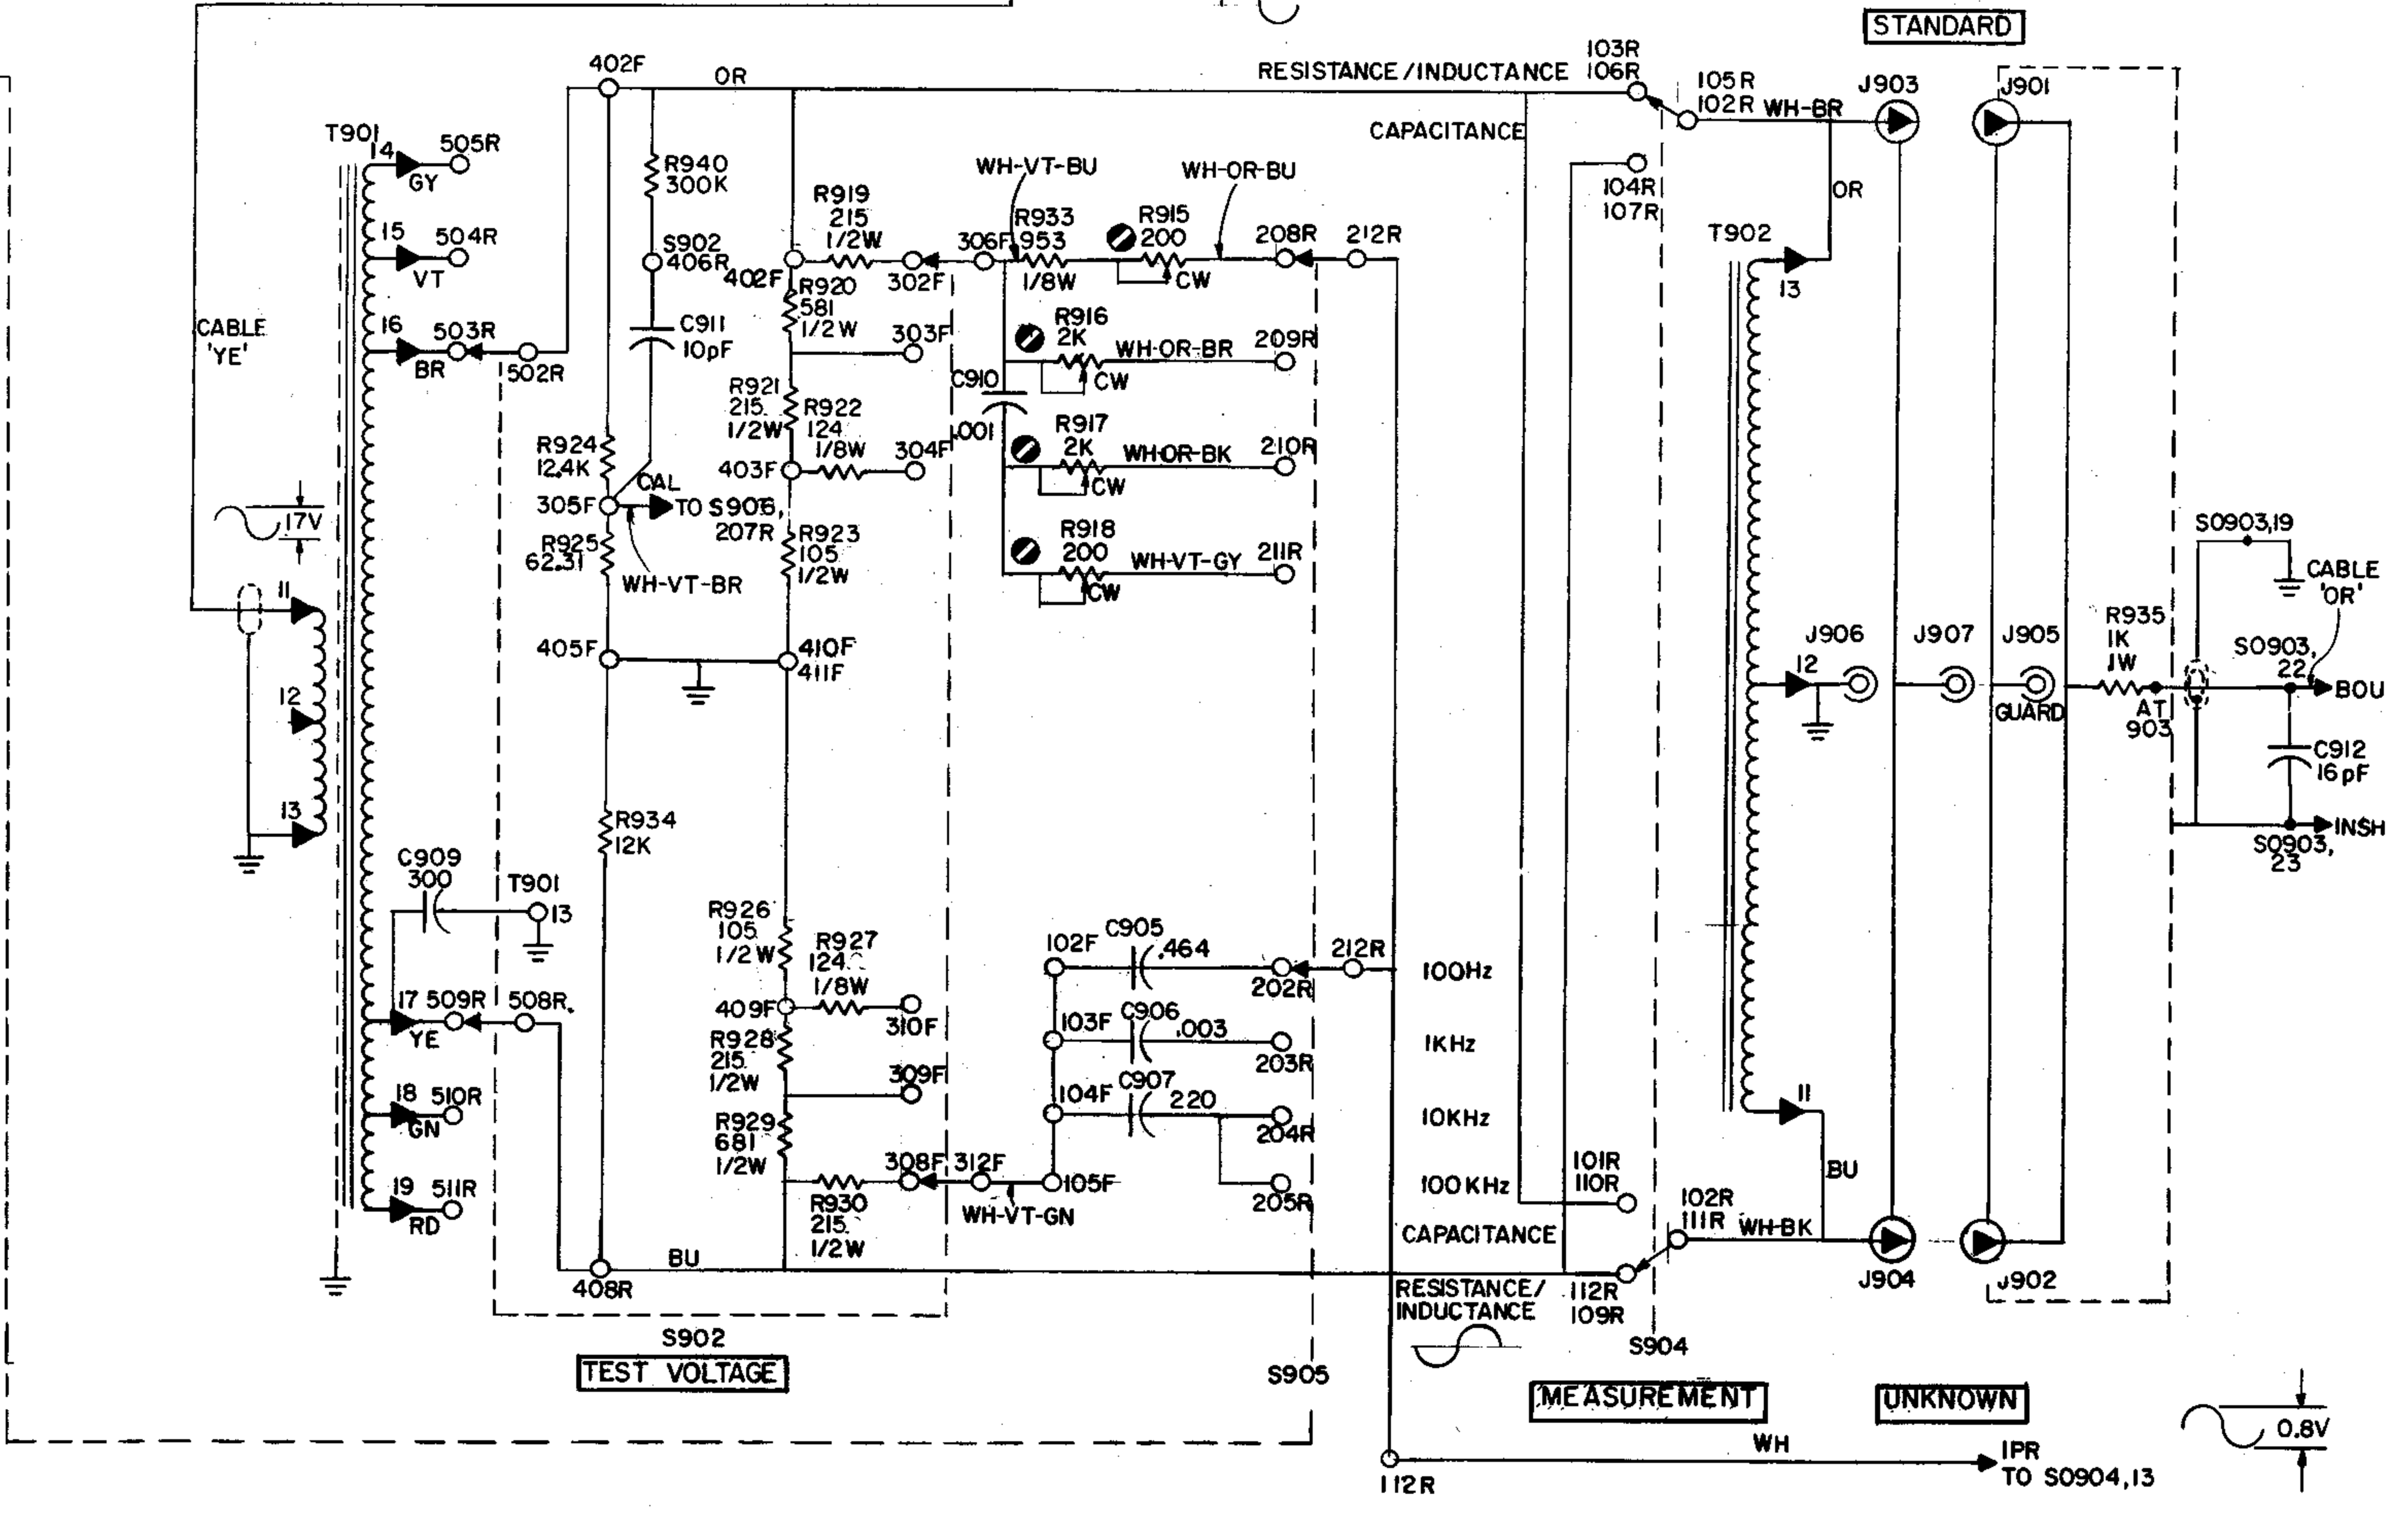 STANDARD
402F
OR
RESISTANCE/INDUCTANCE
103R
106R
105R
102R
WH-BR
J903
J901
CAPACITANCE
T901
14
505R
GY
R940
300K
WH-VT-BU
WH-OR-BU
104R
107R
OR
15
504R
VT
S902
406R
R919
215
1/2W
306F
R933
953
1/8W
R915
200
CW
208R
212R
T902
13
402F
302F
R920
581
1/2W
CABLE
'YE'
16
503R
BR
502R
C911
10pF
303F
R916
2K
CW
WH-OR-BR
209R
C910
.001
R921
215
1/2W
R922
124
1/8W
304F
R917
2K
CW
WH-OR-BK
210R
R924
12.4K
403F
CAL
305F
TO S906,
207R
17V
R925
62.31
WH-VT-BR
R923
105
1/2W
R918
200
CW
WH-VT-GY
211R
S0903,19
CABLE
'OR'
11
405F
410F
411F
12
J906
J907
J905
GUARD
R935
1K
1W
AT
903
S0903,
22
BOU
12
C912
16pF
13
R934
12K
INSH
S0903,
23
C909
300
T901
13
R926
105
1/2W
R927
124
1/8W
102F
C905
.464
202R
212R
100Hz
17
509R
YE
508R
409F
310F
103F
C906
.003
203R
1KHz
R928
215
1/2W
309F
104F
C907
220
204R
10KHz
18
510R
GN
11
R929
681
1/2W
308F
312F
105F
205R
100KHz
101R
110R
BU
19
511R
RD
R930
215
1/2W
WH-VT-GN
CAPACITANCE
102R
111R
WH-BK
BU
408R
RESISTANCE/
INDUCTANCE
112R
109R
J904
J902
S902
TEST VOLTAGE
S905
S904
MEASUREMENT
UNKNOWN
0.8V
WH
112R
IPR
TO S0904,13